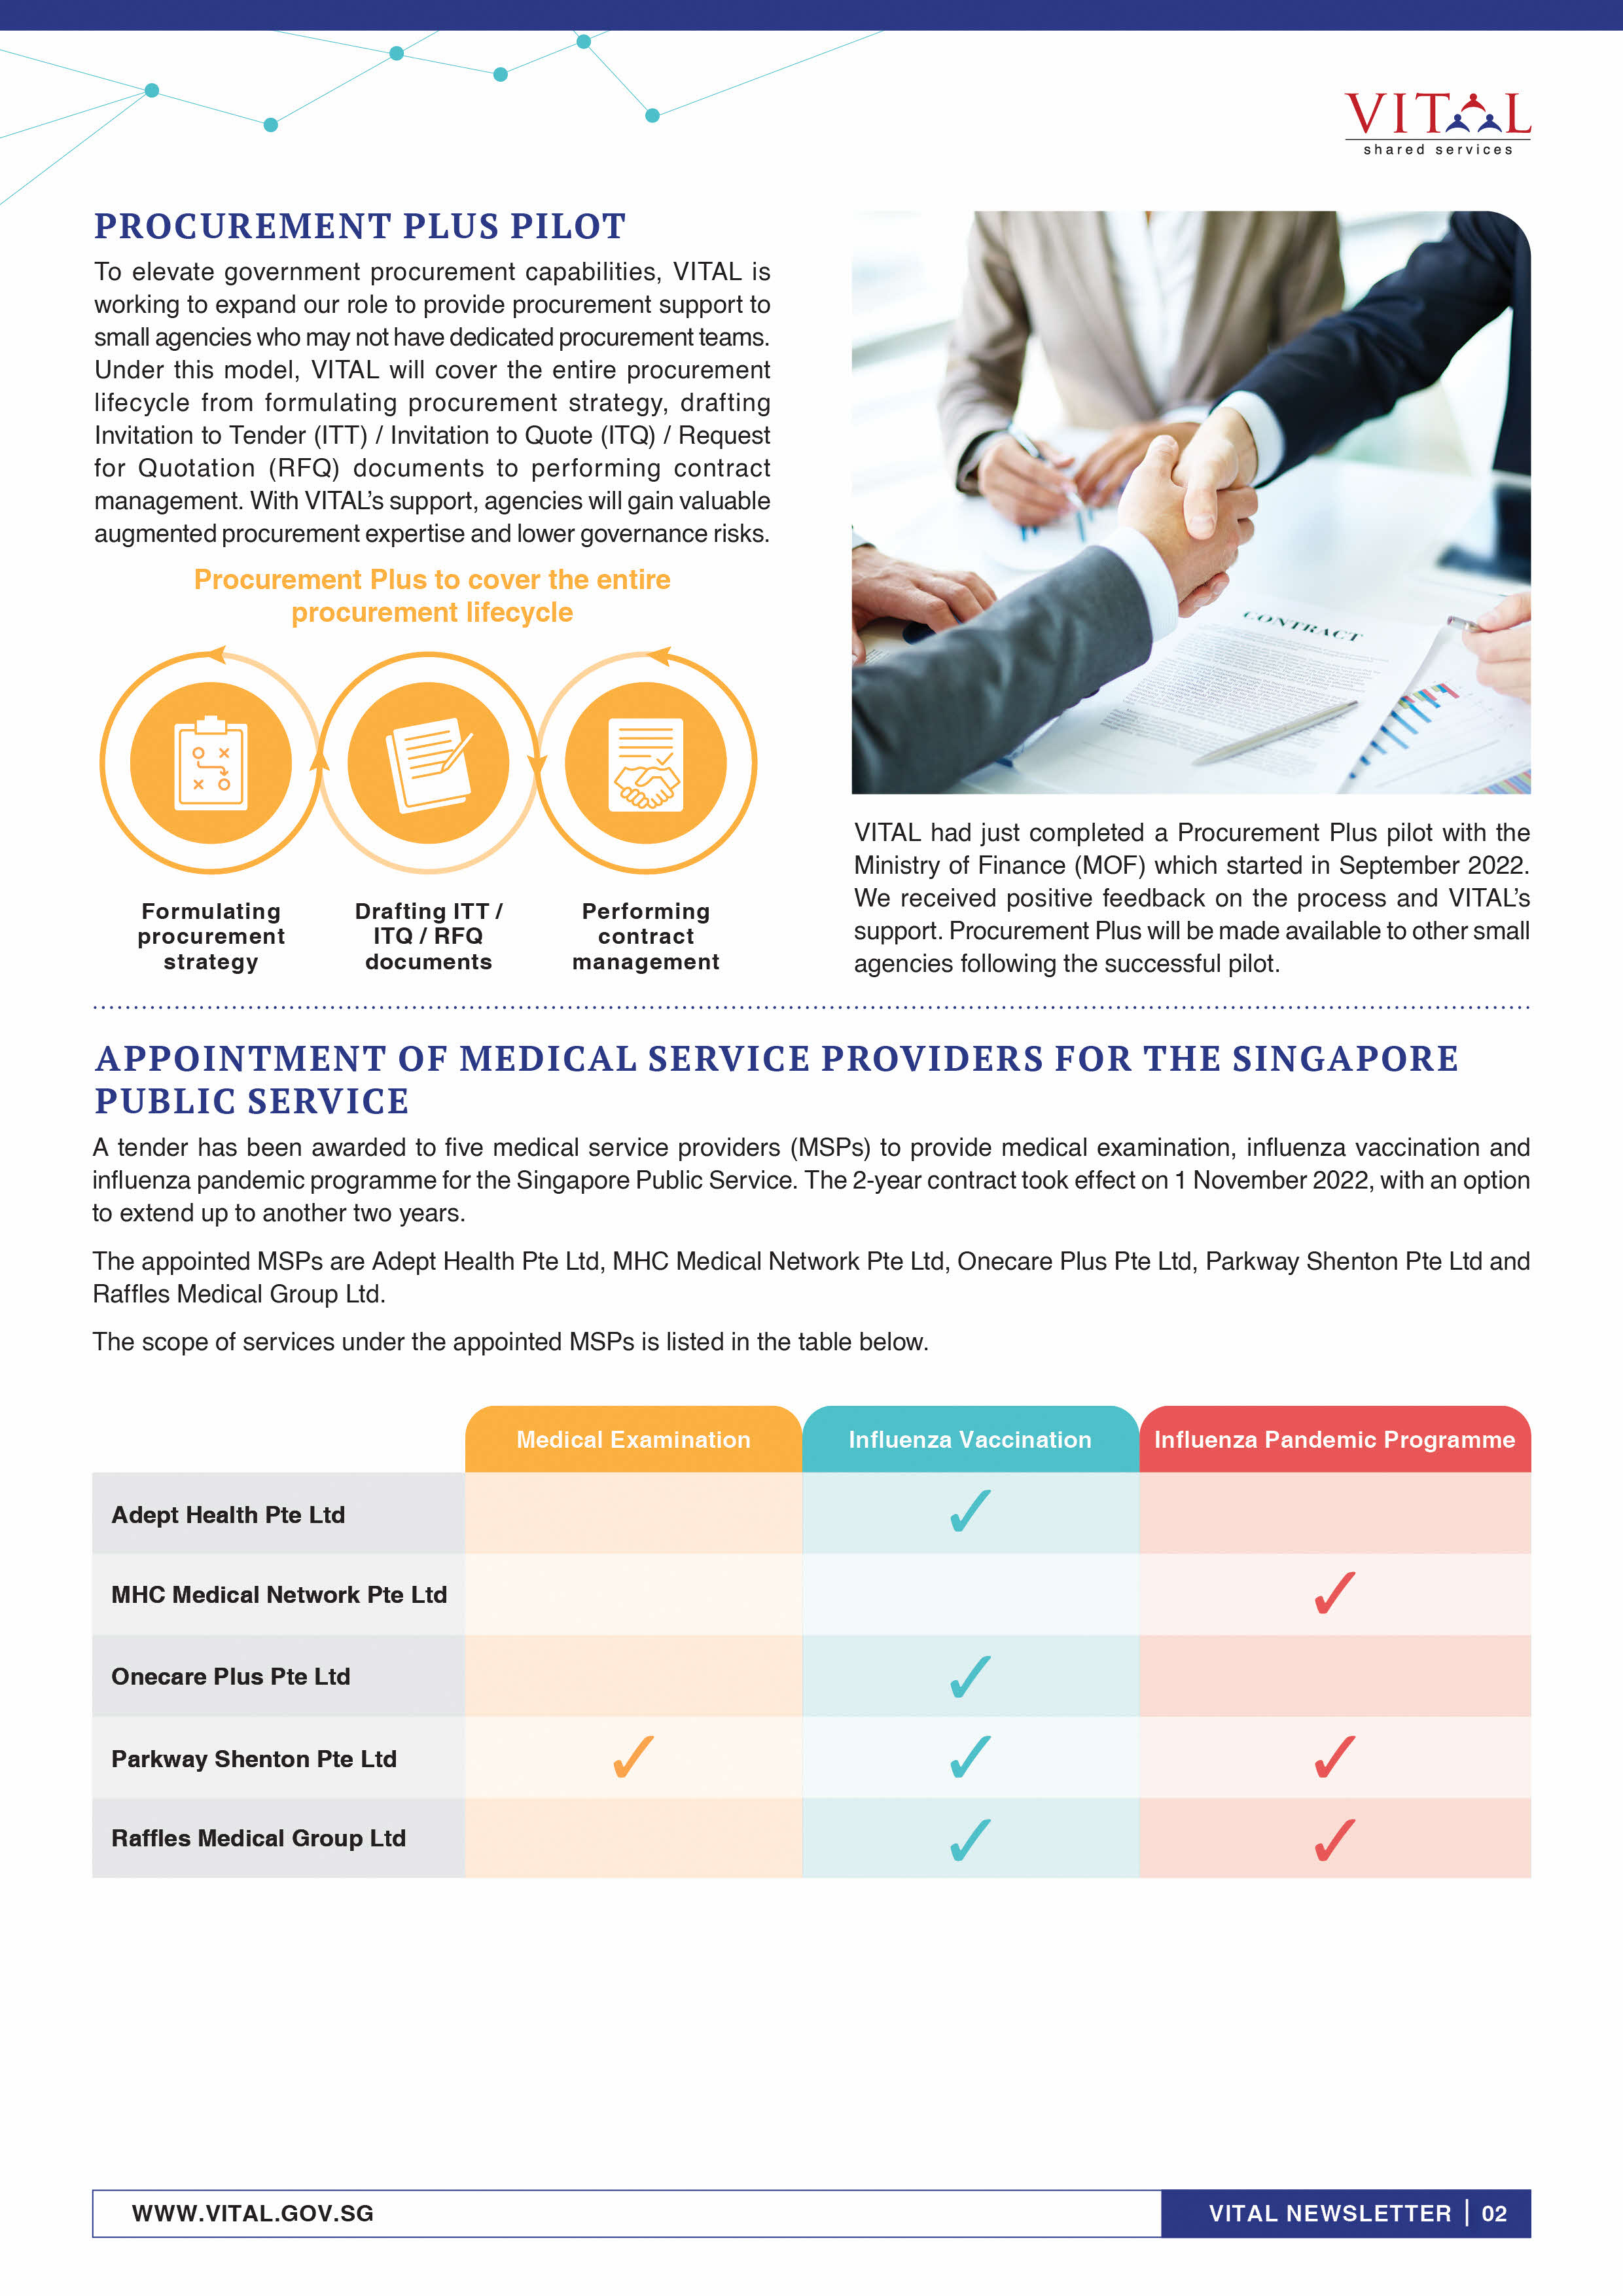 VITAL
shared services
PROCUREMENT PLUS PILOT
To elevate government procurement capabilities, VITAL is
working to expand our role to provide procurement support to
small agencies who may not have dedicated procurement teams.
Under this model, VITAL will cover the entire procurement
lifecycle from formulating procurement strategy, drafting
Invitation to Tender (ITT) / Invitation to Quote (ITQ) / Request
for Quotation (RFQ) documents to performing contract
management. With VITAL’s support, agencies will gain valuable
augmented procurement expertise and lower governance risks.
Procurement Plus to cover the entire
procurement lifecycle
Formulating
procurement
strategy
Drafting ITT /
ITQ / RFQ
documents
Performing
contract
management
CONTRACT
VITAL had just completed a Procurement Plus pilot with the
Ministry of Finance (MOF) which started in September 2022.
We received positive feedback on the process and VITAL’s
support. Procurement Plus will be made available to other small
agencies following the successful pilot.
APPOINTMENT OF MEDICAL SERVICE PROVIDERS FOR THE SINGAPORE
PUBLIC SERVICE
A tender has been awarded to five medical service providers (MSPs) to provide medical examination, influenza vaccination and
influenza pandemic programme for the Singapore Public Service. The 2-year contract took effect on 1 November 2022, with an option
to extend up to another two years.
The appointed MSPs are Adept Health Pte Ltd, MHC Medical Network Pte Ltd, Onecare Plus Pte Ltd, Parkway Shenton Pte Ltd and
Raffles Medical Group Ltd.
The scope of services under the appointed MSPs is listed in the table below.
Medical Examination Influenza Vaccination Influenza Pandemic Programme
Adept Health Pte Ltd ✓
MHC Medical Network Pte Ltd ✓
Onecare Plus Pte Ltd ✓
Parkway Shenton Pte Ltd ✓ ✓ ✓
Raffles Medical Group Ltd ✓ ✓
WWW.VITAL.GOV.SG
VITAL NEWSLETTER | 02